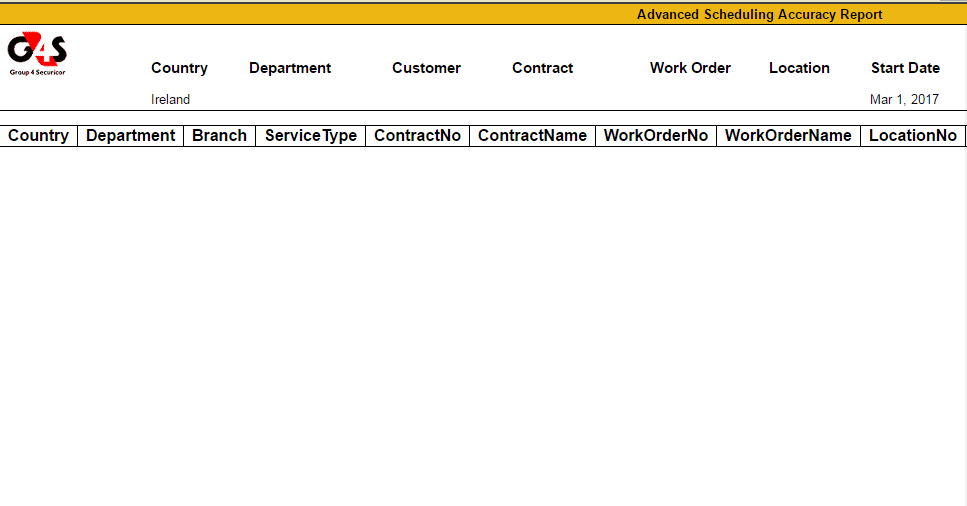 Advanced Scheduling Accuracy Report
G4S
Group 4 Securicor
Country Department Customer Contract Work Order Location Start Date
Ireland Mar 1, 2017
Country Department Branch ServiceType ContractNo ContractName WorkOrderNo WorkOrderName LocationNo